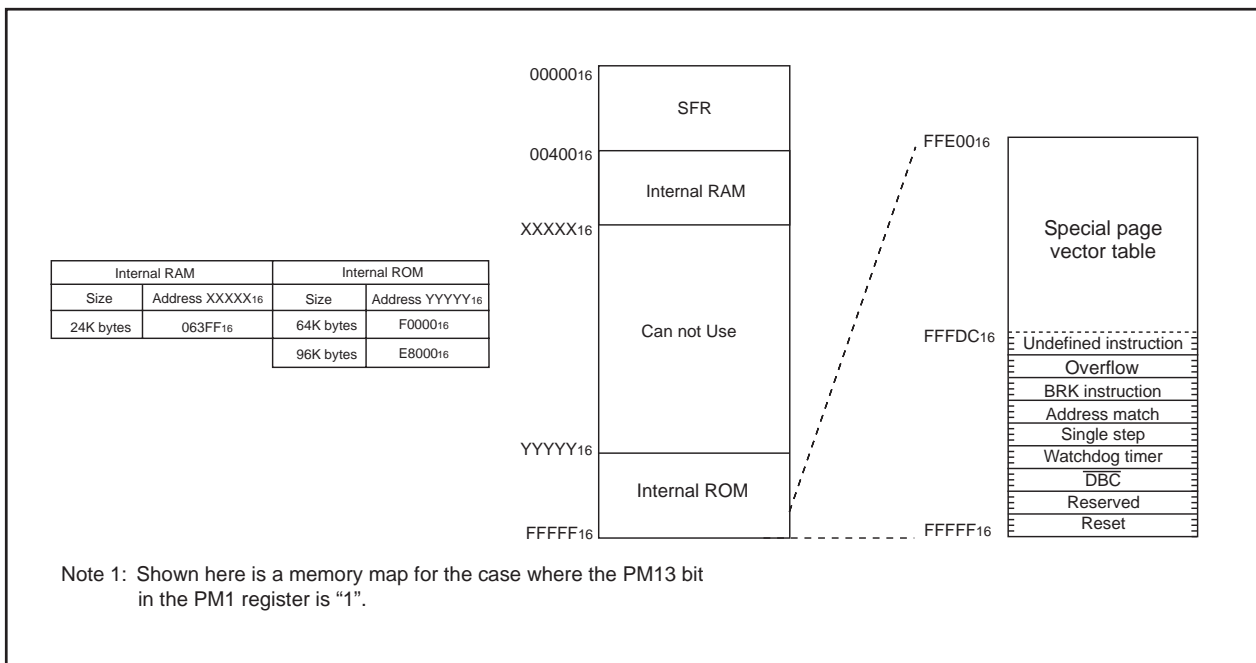 Internal RAM Internal ROM
Size Address XXXXX16 Size Address YYYYY16
24K bytes 063FF16 64K bytes F000016
96K bytes E800016
0000016
SFR
0040016
Internal RAM
XXXXX16
Can not Use
YYYYY16
Internal ROM
FFFFF16
FFE0016
Special page
vector table
FFFDC16
Undefined instruction
Overflow
BRK instruction
Address match
Single step
Watchdog timer
DBC
Reserved
Reset
FFFFF16
Note 1: Shown here is a memory map for the case where the PM13 bit
in the PM1 register is “1”.